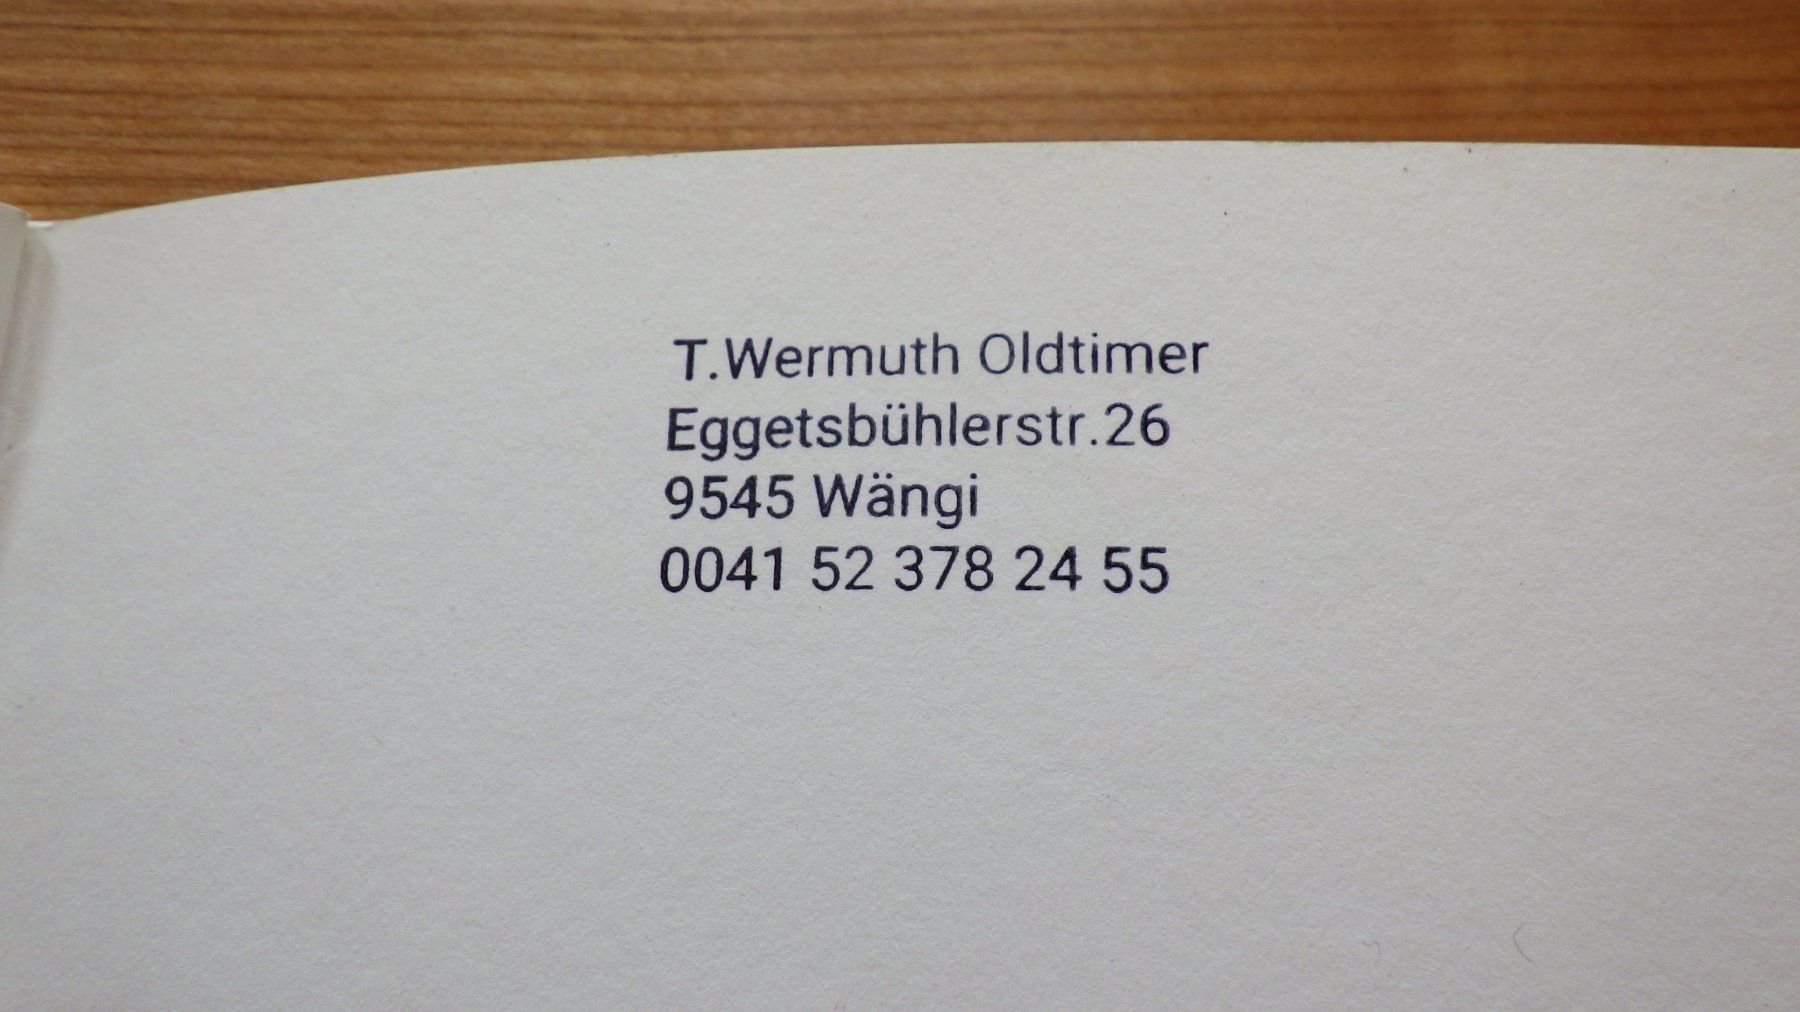 T.Wermuth Oldtimer
Eggetsbühlerstr.26
9545 Wängi
0041 52 378 24 55